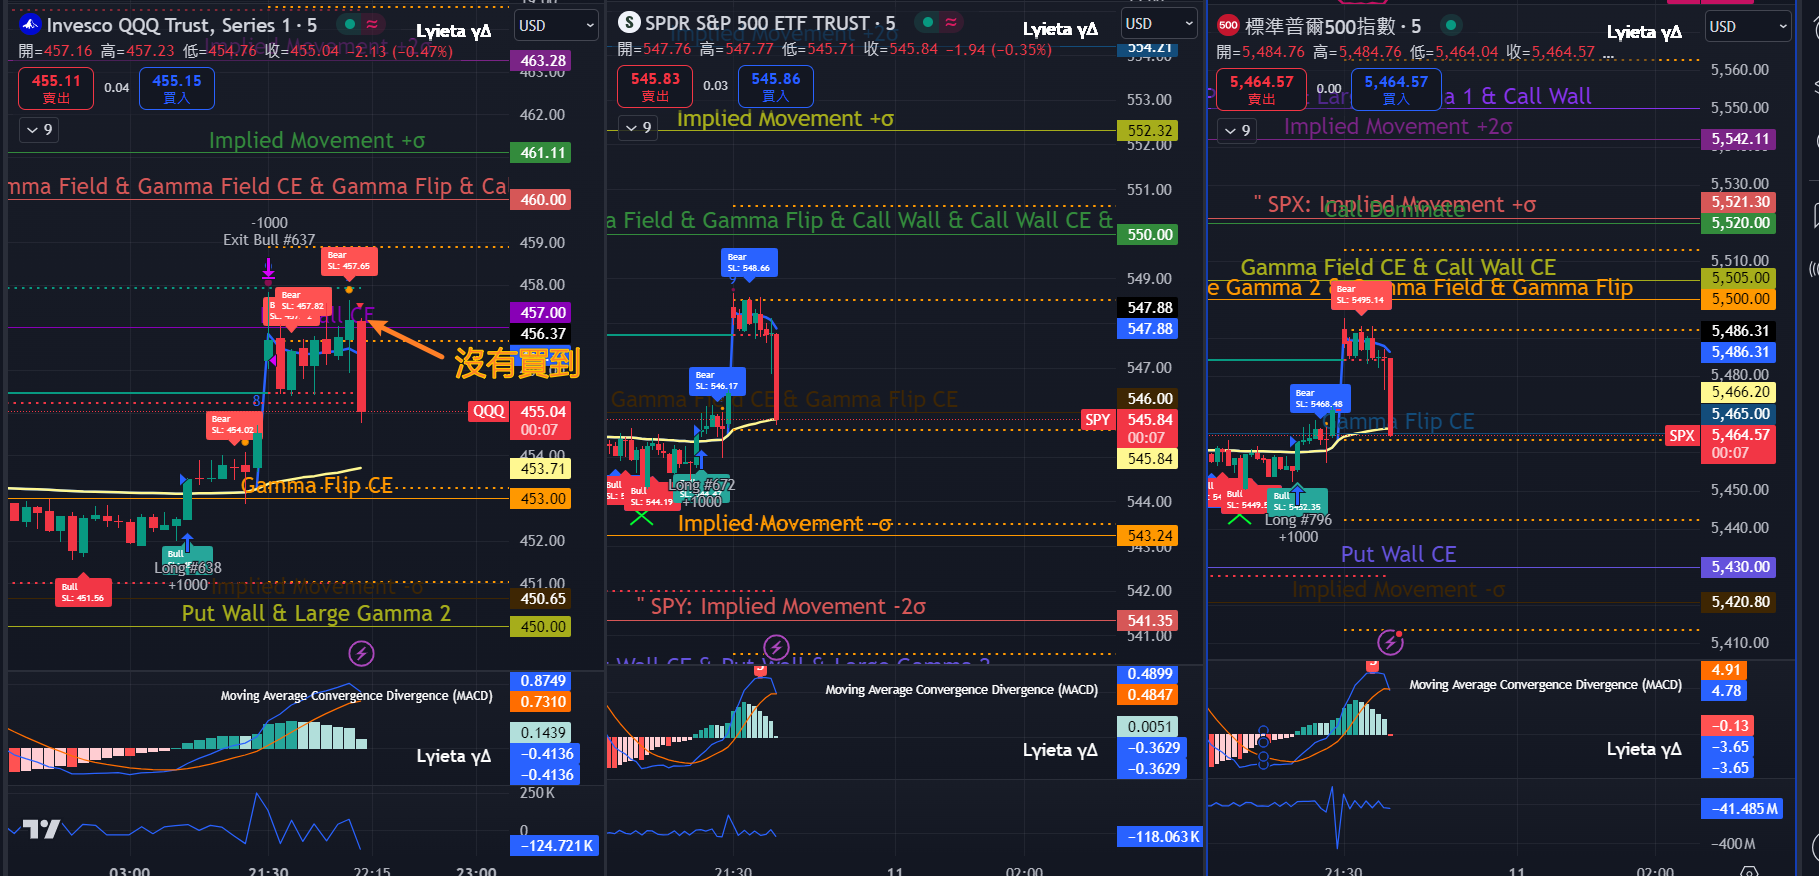 Invesco QQQ Trust, Series 1 · 5
Lyieta γΔ
USD
開=457.16 高=457.23 低=454.76 收=455.04 −2.13 (−0.47%)
463.28
463.00
455.11
賣出
0.04
455.15
買入
462.00
9
Implied Movement +σ
461.11
mma Field & Gamma Field CE & Gamma Flip & Ca
460.00
-1000
Exit Bull #637
459.00
Bear
SL: 457.65
458.00
Bear
SL: 457.82
457.00
456.37
沒有買到
8
QQQ
455.04
00:07
Bear
SL: 454.02
454.00
453.71
Gamma Flip CE
453.00
452.00
Bull
Long #638
+1000
451.00
Bull
SL: 451.56
Implied Movement −σ
450.65
Put Wall & Large Gamma 2
450.00
Moving Average Convergence Divergence (MACD)
0.8749
0.7310
0.1439
Lyieta γΔ
−0.4136
−0.4136
250K
0
−124.721K
03:00
21:30
22:15
23:00
SPDR S&P 500 ETF TRUST · 5
Lyieta γΔ
USD
開=547.76 高=547.77 低=545.71 收=545.84 −1.94 (−0.35%)
554.21
554.00
545.83
賣出
0.03
545.86
買入
553.00
9
Implied Movement +σ
552.32
552.00
551.00
a Field & Gamma Flip & Call Wall & Call Wall CE &
550.00
Bear
SL: 548.66
9
549.00
547.88
547.88
547.00
Bear
SL: 546.17
CE & Gamma Flip CE
546.00
SPY
545.84
00:07
545.84
Bull
Bull
SL: 544.19
Long #672
+1000
544.00
Implied Movement −σ
543.24
543.00
542.00
" SPY: Implied Movement -2σ
541.35
541.00
Moving Average Convergence Divergence (MACD)
0.4899
0.4847
0.0051
Lyieta γΔ
−0.3629
−0.3629
−118.063K
21:30
11
02:00
500
標準普爾500指數 · 5
Lyieta γΔ
USD
開=5,484.76 高=5,484.76 低=5,464.04 收=5,464.57 ...
5,560.00
5,464.57
賣出
0.00
5,464.57
買入
a 1 & Call Wall
5,550.00
9
Implied Movement +2σ
5,542.11
5,530.00
" SPX: Implied Movement +σ
5,521.30
Call Dominate
5,520.00
5,510.00
Gamma Field CE & Call Wall CE
5,505.00
e Gamma 2 & Gamma Field & Gamma Flip
5,500.00
Bear
SL: 5495.14
5,486.31
5,486.31
5,480.00
Bear
SL: 5468.48
5,466.20
amma Flip CE
5,465.00
SPX
5,464.57
00:07
5,450.00
Bull
Bull
SL: 5452.35
Long #796
+1000
5,440.00
Put Wall CE
5,430.00
Implied Movement −σ
5,420.80
5,410.00
Moving Average Convergence Divergence (MACD)
4.91
4.78
−0.13
Lyieta γΔ
−3.65
−3.65
−41.485M
−400M
21:30
11
02:00